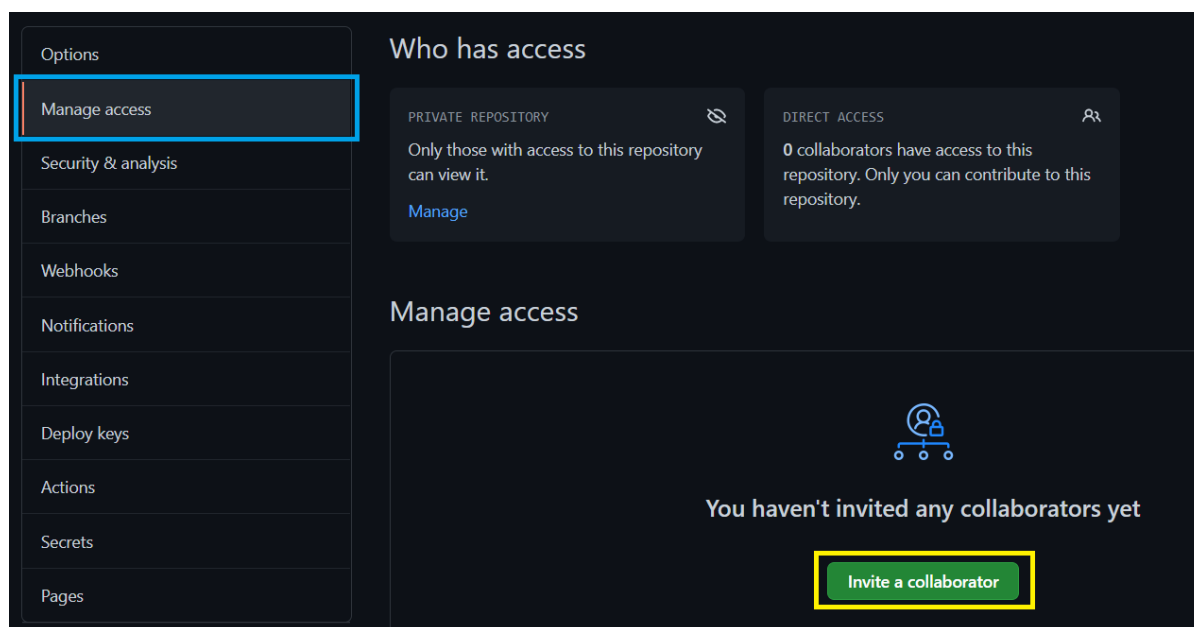 Options
Manage access
Security & analysis
Branches
Webhooks
Notifications
Integrations
Deploy keys
Actions
Secrets
Pages
Who has access
PRIVATE REPOSITORY
Only those with access to this repository
can view it.
Manage
DIRECT ACCESS
0 collaborators have access to this
repository. Only you can contribute to this
repository.
Manage access
You haven't invited any collaborators yet
Invite a collaborator